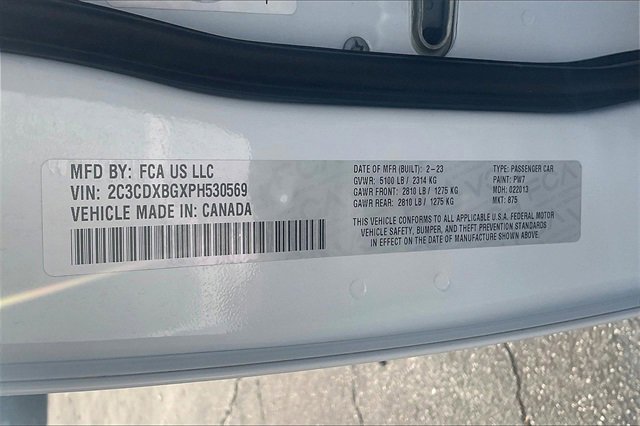 MFD BY: FCA US LLC
VIN: 2C3CDXBGXPH530569
VEHICLE MADE IN: CANADA
DATE OF MFR (BUILT): 2-23
GVWR: 5100 LB / 2314 KG
GAWR FRONT: 2810 LB / 1275 KG
GAWR REAR: 2810 LB / 1275 KG
TYPE: PASSENGER CAR
PAINT: PW7
MDH: 022013
MKT: 875
THIS VEHICLE CONFORMS TO ALL APPLICABLE U.S.A. FEDERAL MOTOR
VEHICLE SAFETY, BUMPER, AND THEFT PREVENTION STANDARDS
IN EFFECT ON THE DATE OF MANUFACTURE SHOWN ABOVE.